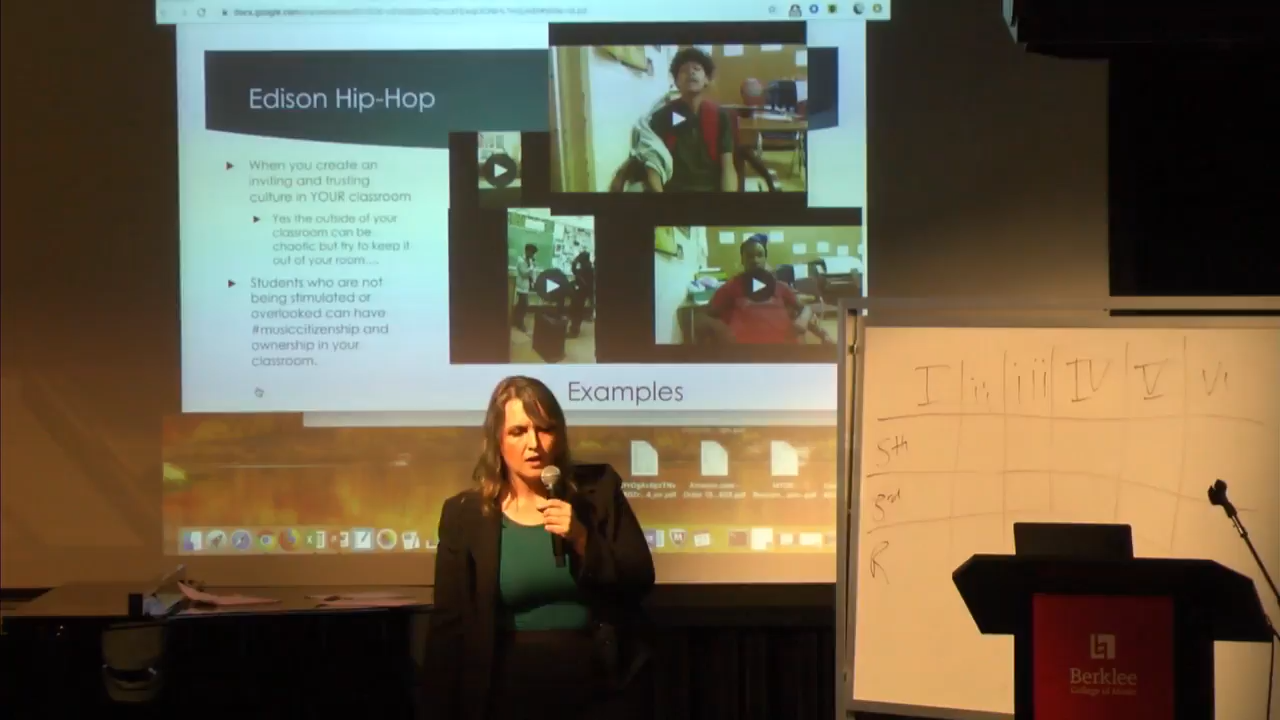 docs.google.com
Edison Hip-Hop
When you create an
inviting and trusting
culture in YOUR classroom
Yes the outside of your
classroom can be
chaotic but try to keep it
out of your room....
Students who are not
being stimulated or
overlooked can have
#musiccitizenship and
ownership in your
classroom.
Examples
I ii iii IV V vi
5th
3rd
R
Berklee
College of Music